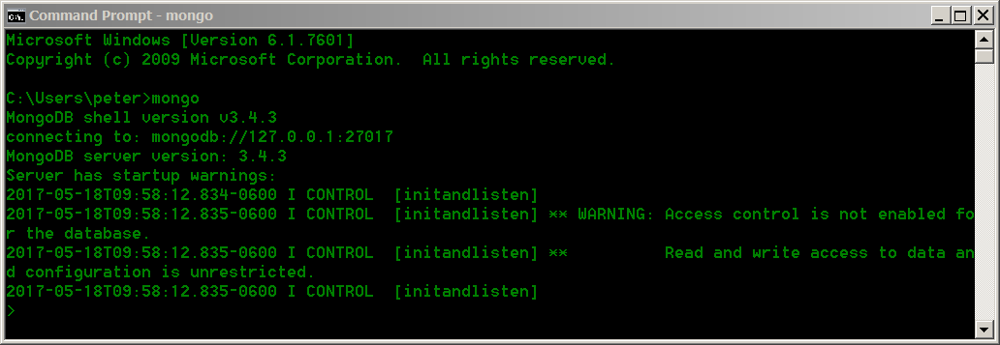 Command Prompt - mongo
Microsoft Windows [Version 6.1.7601]
Copyright (c) 2009 Microsoft Corporation.  All rights reserved.
C:\Users\peter>mongo
MongoDB shell version v3.4.3
connecting to: mongodb://127.0.0.1:27017
MongoDB server version: 3.4.3
Server has startup warnings:
2017-05-18T09:58:12.834-0600 I CONTROL  [initandlisten]
2017-05-18T09:58:12.835-0600 I CONTROL  [initandlisten] ** WARNING: Access control is not enabled fo
r the database.
2017-05-18T09:58:12.835-0600 I CONTROL  [initandlisten] **          Read and write access to data an
d configuration is unrestricted.
2017-05-18T09:58:12.835-0600 I CONTROL  [initandlisten]
>